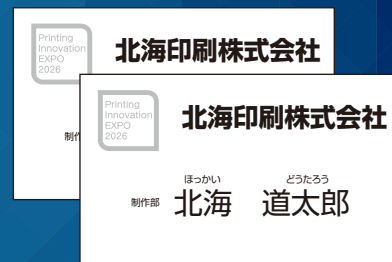 Printing
Innovation
EXPO
2026
北海印刷株式会社
制作
Printing
Innovation
EXPO
2026
北海印刷株式会社
ほっかい どうたろう
制作部 北海 道太郎